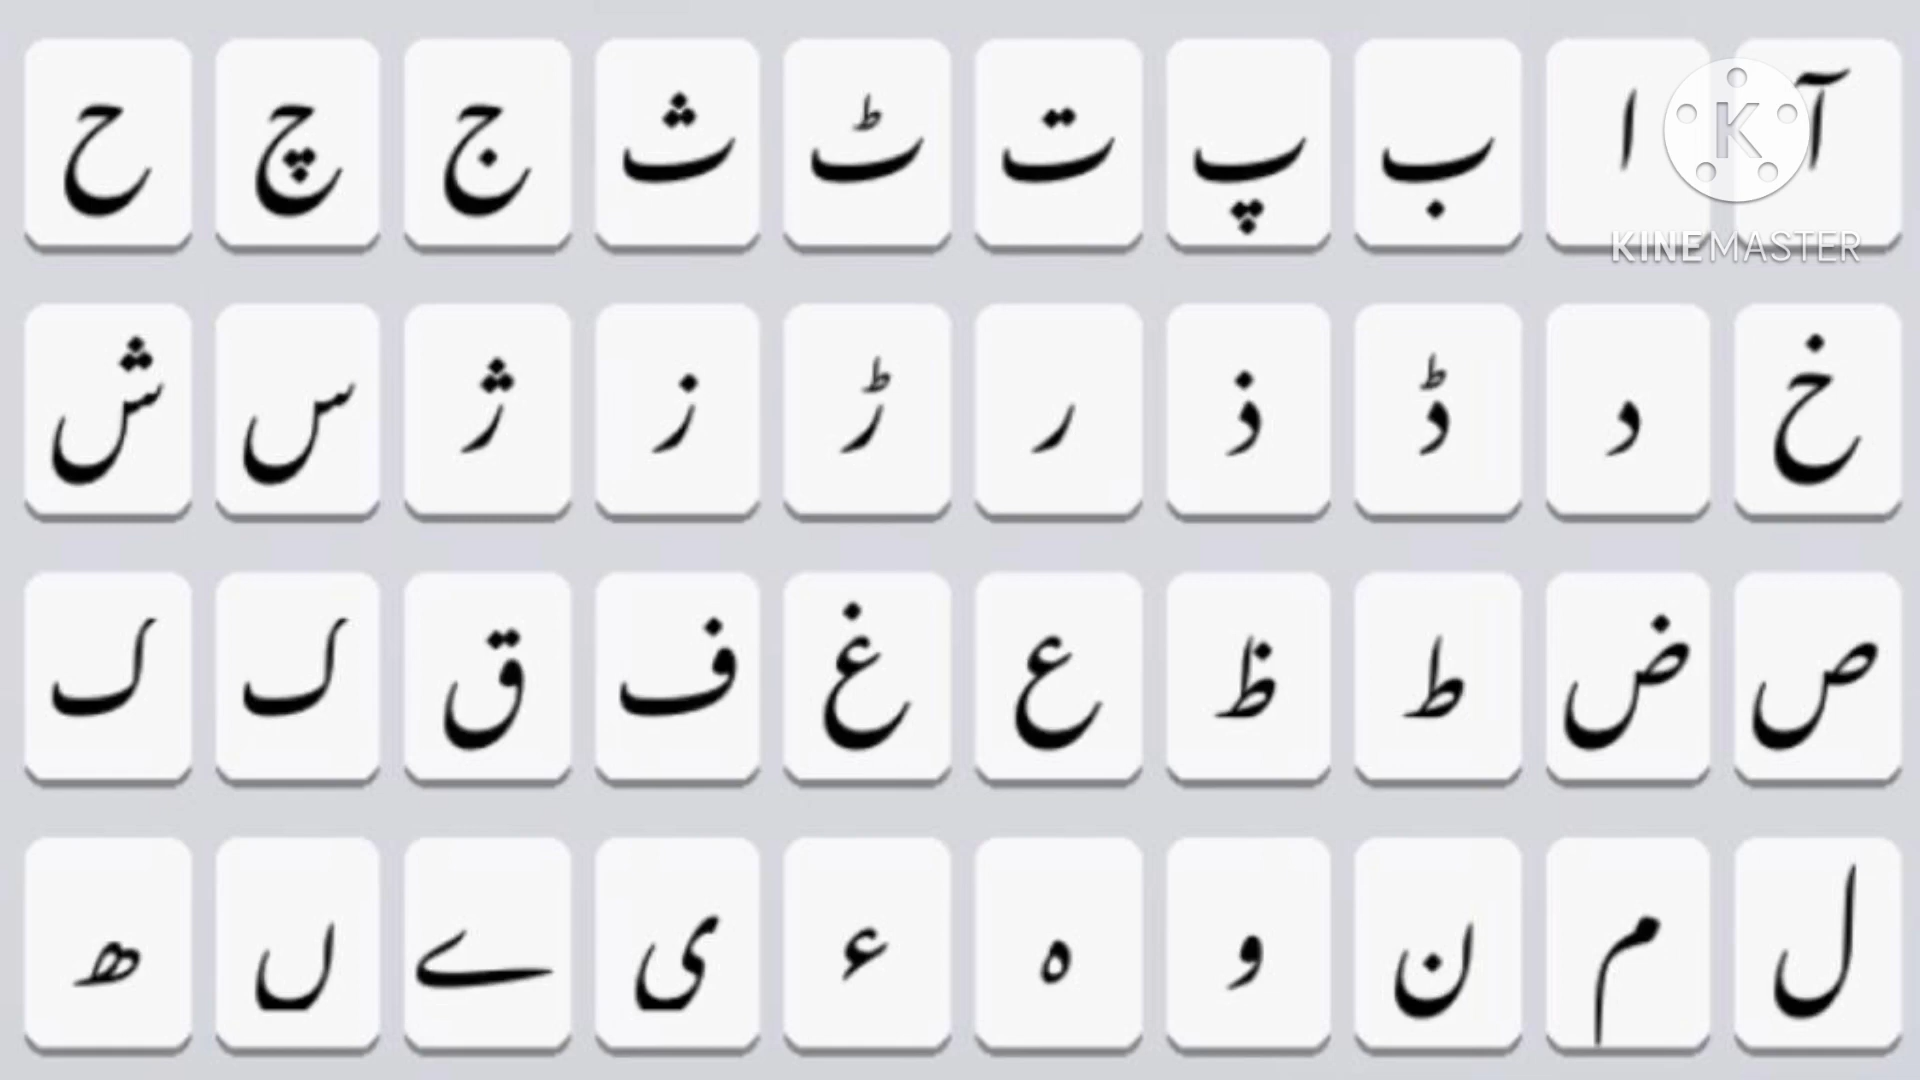 آ ا ب پ ت ٹ ث ج چ ح
خ د ڈ ذ ر ڑ ز ژ س ش
ص ض ط ظ ع غ ف ق ک ک
ل م ن و ہ ء ی ے ں ھ
K
KINEMASTER